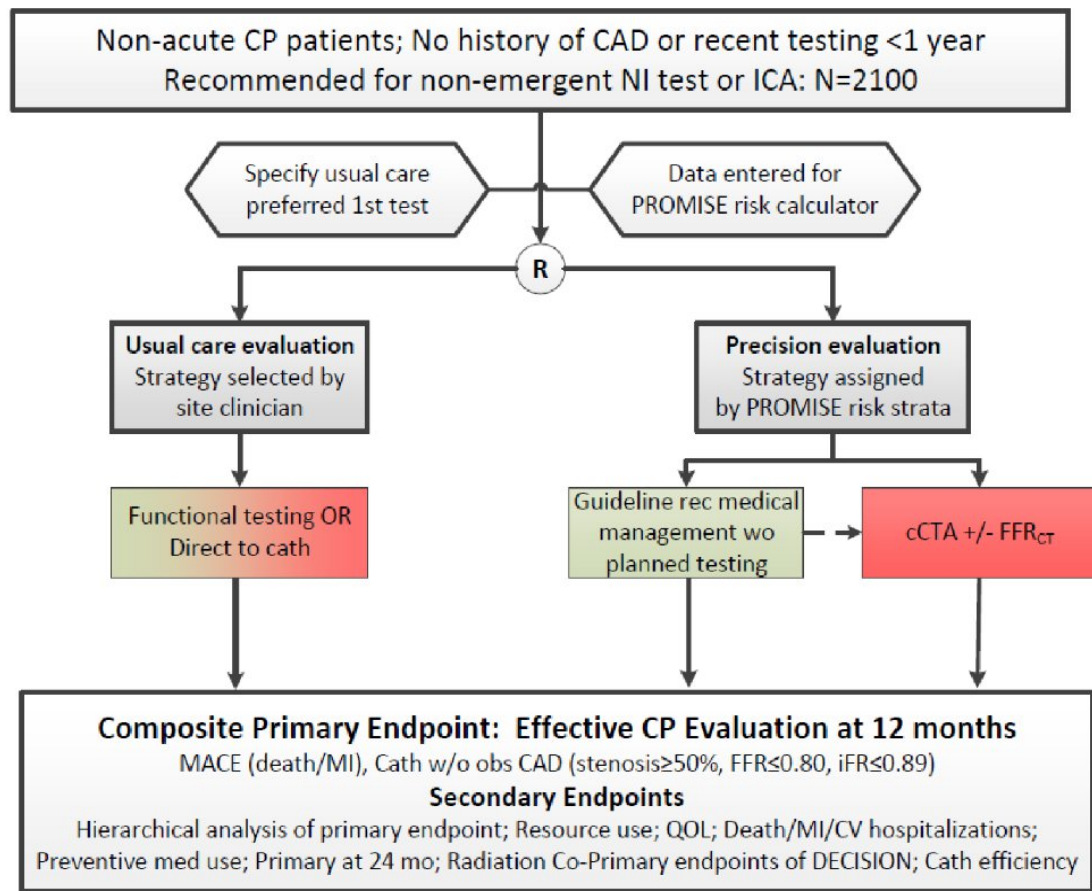 Non-acute CP patients; No history of CAD or recent testing <1 year
Recommended for non-emergent NI test or ICA: N=2100
Specify usual care
preferred 1st test
Data entered for
PROMISE risk calculator
R
Usual care evaluation
Strategy selected by
site clinician
Precision evaluation
Strategy assigned
by PROMISE risk strata
Functional testing OR
Direct to cath
Guideline rec medical
management wo
planned testing
cCTA +/- FFRCT
Composite Primary Endpoint: Effective CP Evaluation at 12 months
MACE (death/MI), Cath w/o obs CAD (stenosis≥50%, FFR≤0.80, iFR≤0.89)
Secondary Endpoints
Hierarchical analysis of primary endpoint; Resource use; QOL; Death/MI/CV hospitalizations;
Preventive med use; Primary at 24 mo; Radiation Co-Primary endpoints of DECISION; Cath efficiency